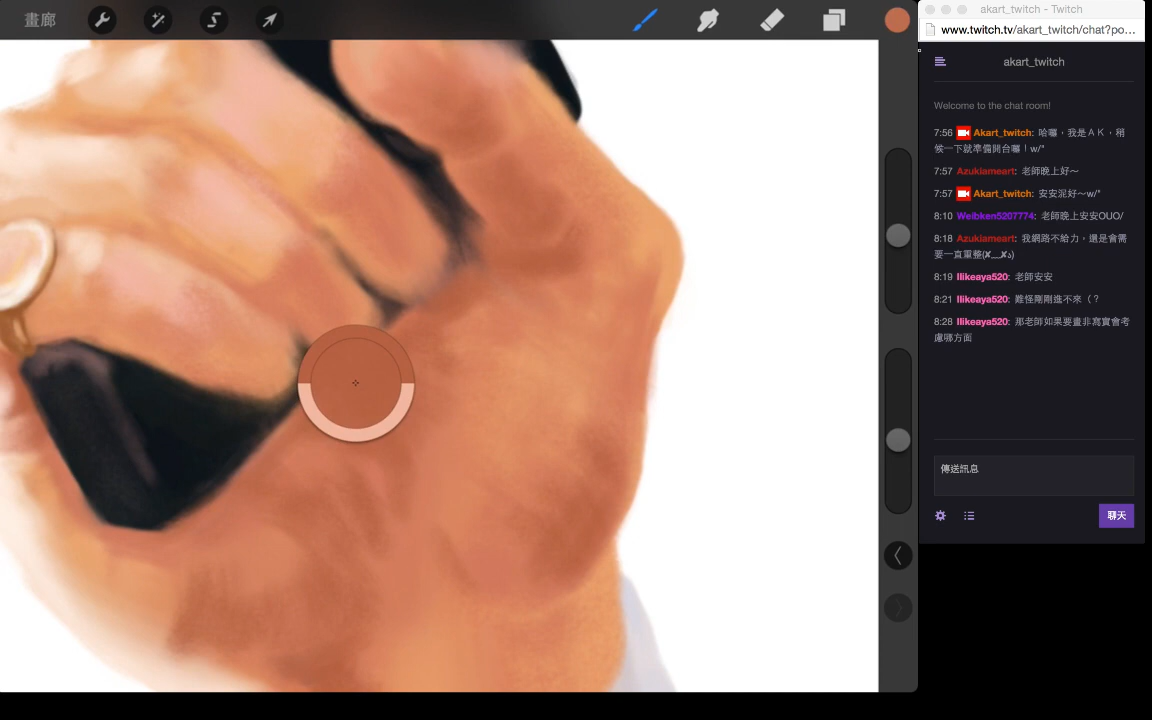 畫廊
akart_twitch - Twitch
www.twitch.tv/akart_twitch/chat?po...
akart_twitch
Welcome to the chat room!
7:56 Akart_twitch: 哈囉，我是ＡＫ，稍
候一下就準備開台囉！w/"
7:57 Azukiameart: 老師晚上好～
7:57 Akart_twitch: 安安泥好～w/"
8:10 Weibken5207774: 老師晚上安安OUO/
8:18 Azukiameart: 我網路不給力，還是會需
要一直重整(✘﹏✘ა)
8:19 Ilikeaya520: 老師安安
8:21 Ilikeaya520: 難怪剛剛進不來（？
8:28 Ilikeaya520: 那老師如果要畫非寫實會考
慮哪方面
傳送訊息
聊天